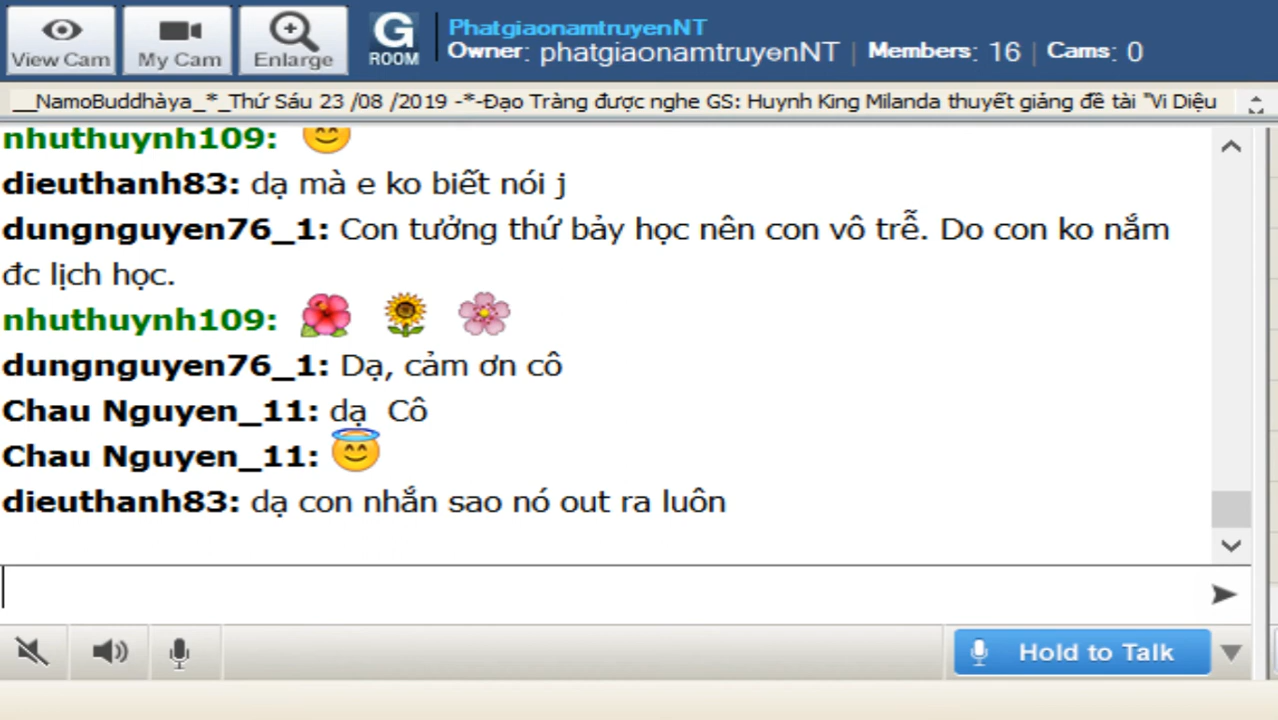 View Cam My Cam Enlarge G ROOM
PhatgiaonamtruyenNT
Owner: phatgiaonamtruyenNT | Members: 16 | Cams: 0
__NamoBuddhàya_*_Thứ Sáu 23 /08 /2019 -*-Đạo Tràng được nghe GS: Huynh King Milanda thuyết giảng đề tài "Vi Diệu
nhuthuynh109:
dieuthanh83: dạ mà e ko biết nói j
dungnguyen76_1: Con tưởng thứ bảy học nên con vô trễ. Do con ko nắm
đc lịch học.
nhuthuynh109:
dungnguyen76_1: Dạ, cảm ơn cô
Chau Nguyen_11: dạ  Cô
Chau Nguyen_11:
dieuthanh83: dạ con nhắn sao nó out ra luôn
Hold to Talk